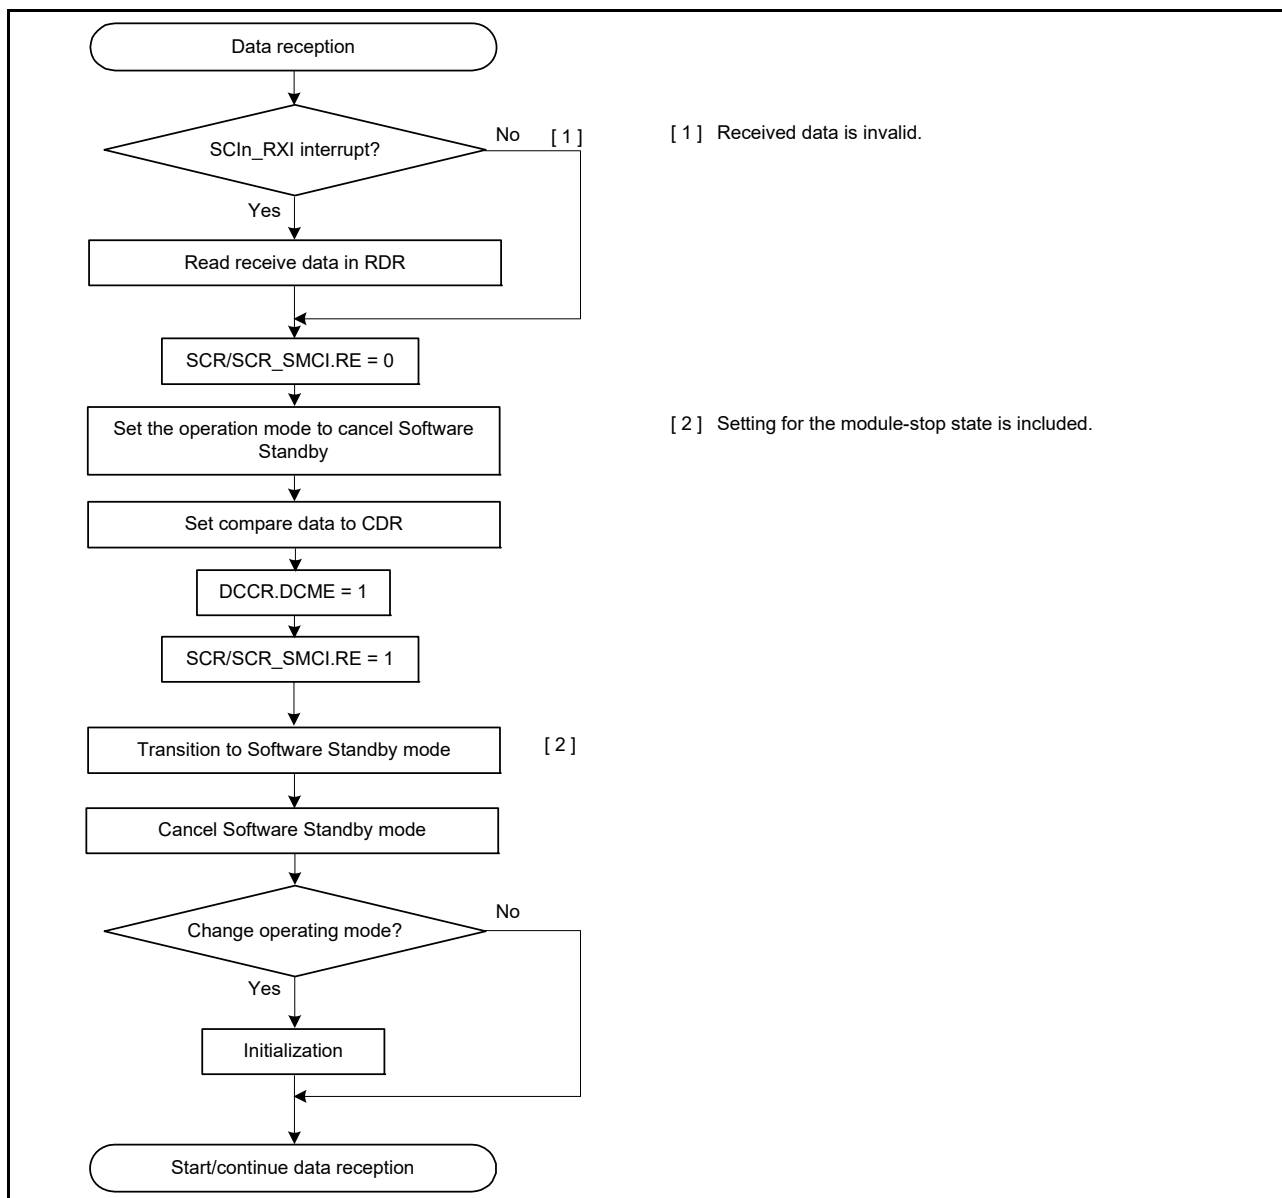 Data reception
SCIn_RXI interrupt?
No [ 1 ]
[ 1 ] Received data is invalid.
Yes
Read receive data in RDR
SCR/SCR_SMCI.RE = 0
Set the operation mode to cancel Software
Standby
[ 2 ] Setting for the module-stop state is included.
Set compare data to CDR
DCCR.DCME = 1
SCR/SCR_SMCI.RE = 1
Transition to Software Standby mode
[ 2 ]
Cancel Software Standby mode
Change operating mode?
No
Yes
Initialization
Start/continue data reception